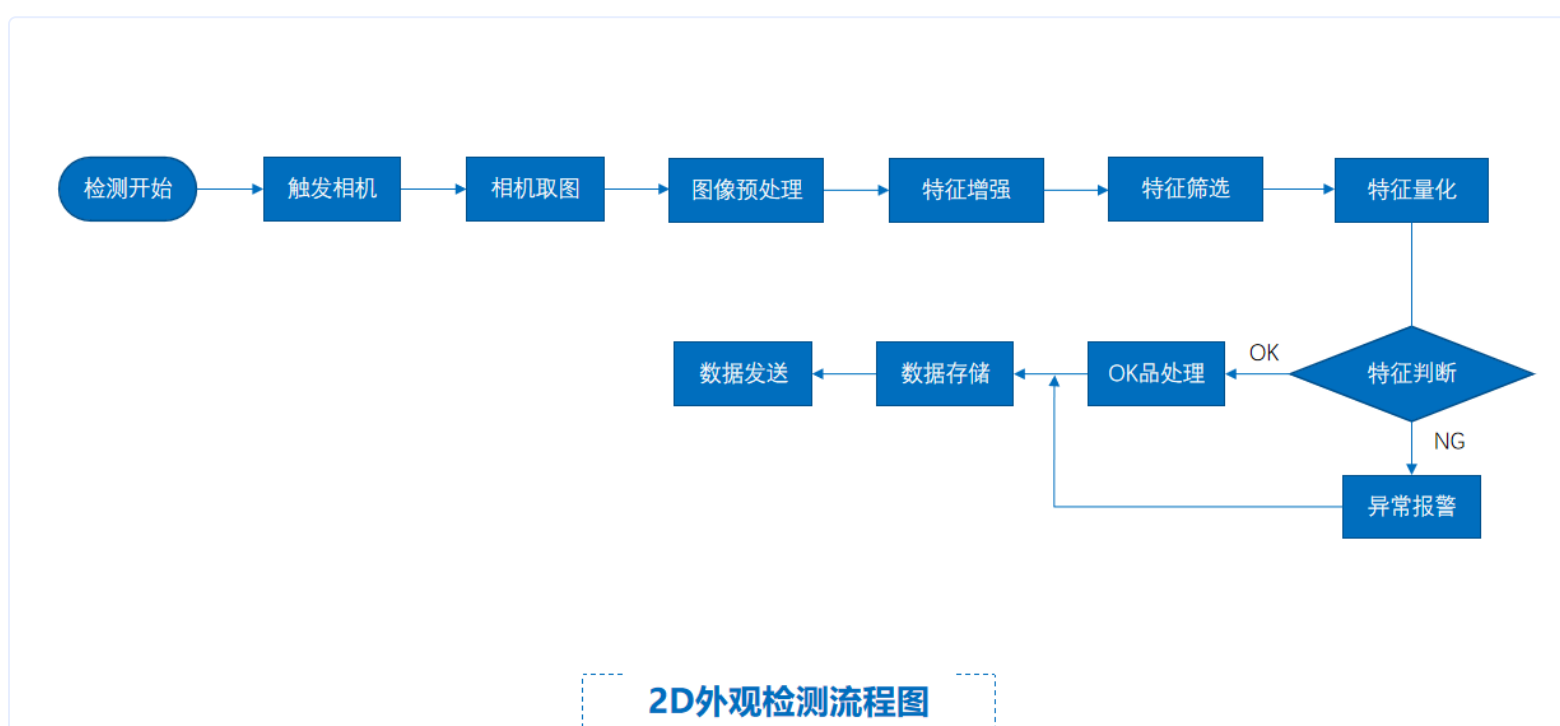 检测开始
触发相机
相机取图
图像预处理
特征增强
特征筛选
特征量化
数据发送
数据存储
OK品处理
OK
特征判断
NG
异常报警
2D外观检测流程图